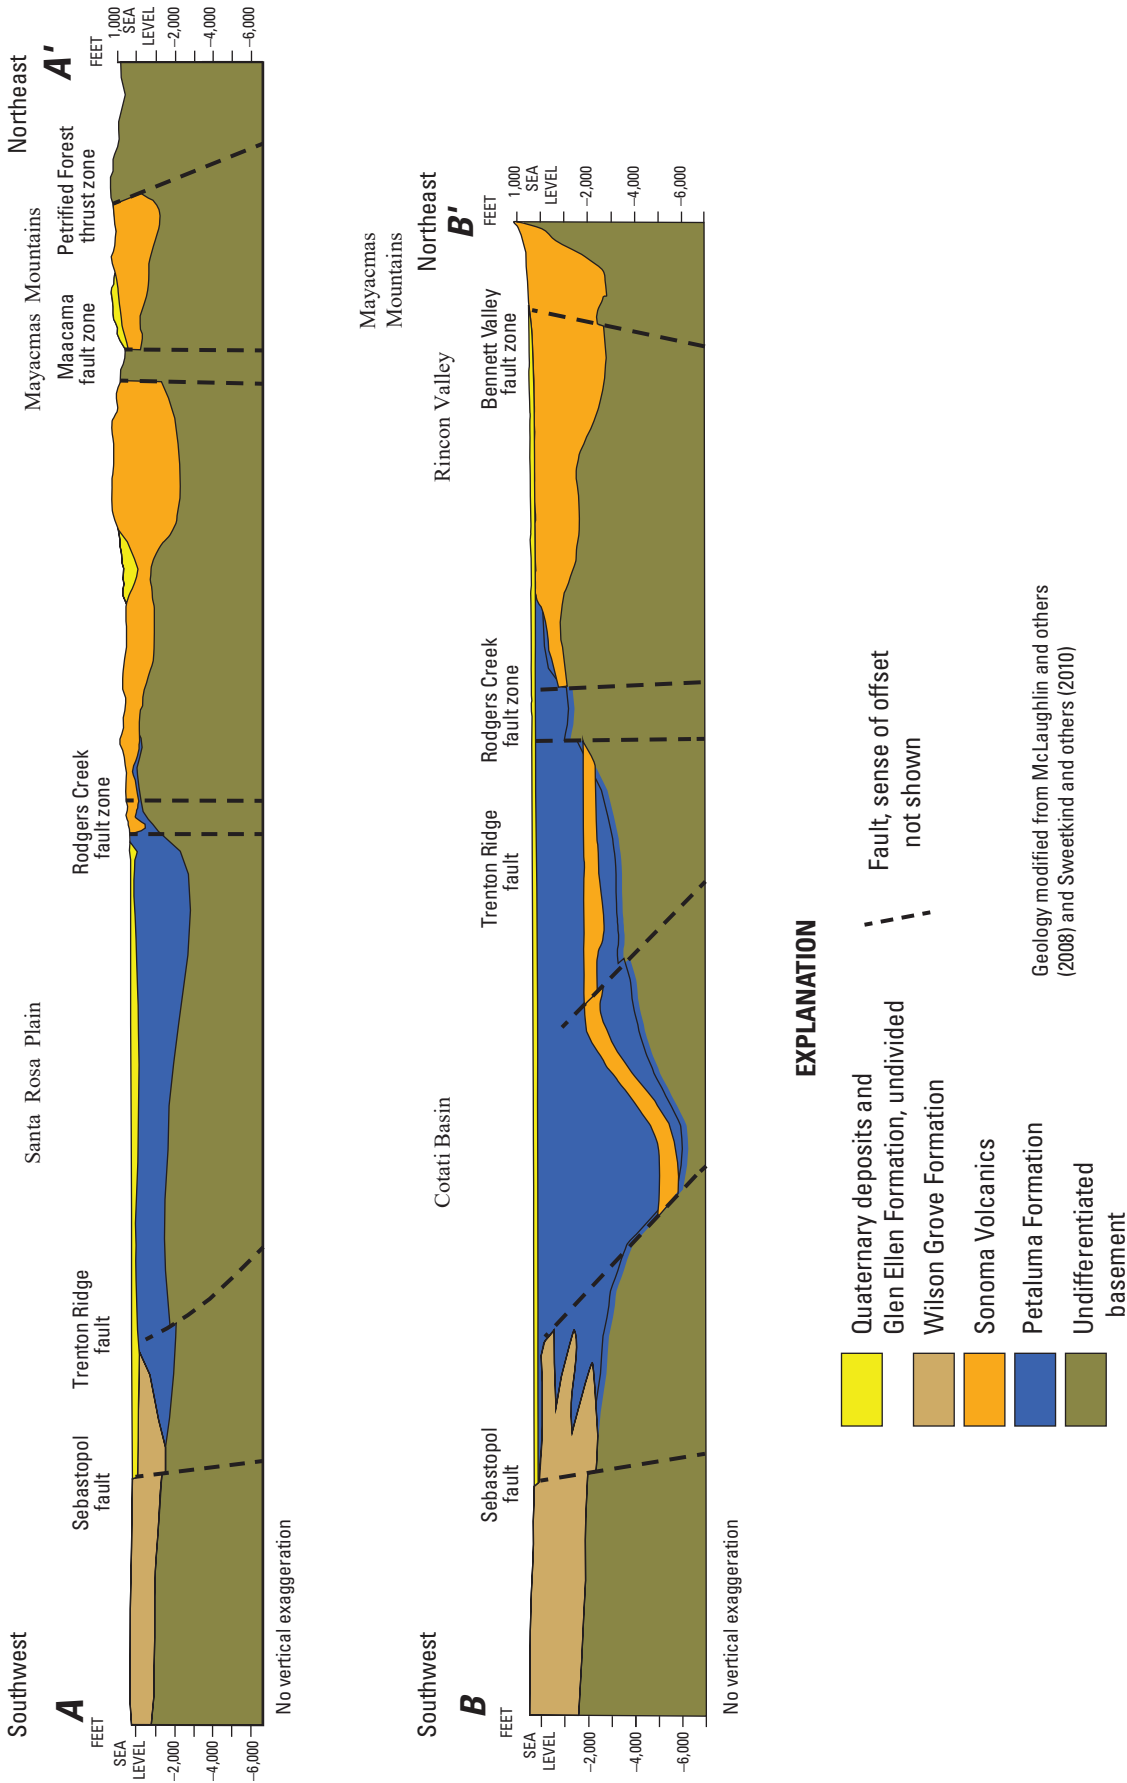 Southwest
Northeast
A
A'
Santa Rosa Plain
Mayacmas Mountains
Sebastopol
fault
Trenton Ridge
fault
Rodgers Creek
fault zone
Maacama
fault zone
Petrified Forest
thrust zone
FEET
SEA
LEVEL
–2,000
–4,000
–6,000
FEET
1,000
SEA
LEVEL
–2,000
–4,000
–6,000
No vertical exaggeration
Southwest
Northeast
B
B'
Cotati Basin
Rincon Valley
Mayacmas
Mountains
Sebastopol
fault
Trenton Ridge
fault
Rodgers Creek
fault zone
Bennett Valley
fault zone
FEET
SEA
LEVEL
–2,000
–4,000
–6,000
FEET
1,000
SEA
LEVEL
–2,000
–4,000
–6,000
No vertical exaggeration
EXPLANATION
Quaternary deposits and
Glen Ellen Formation, undivided
Wilson Grove Formation
Sonoma Volcanics
Petaluma Formation
Undifferentiated
basement
Fault, sense of offset
not shown
Geology modified from McLaughlin and others
(2008) and Sweetkind and others (2010)